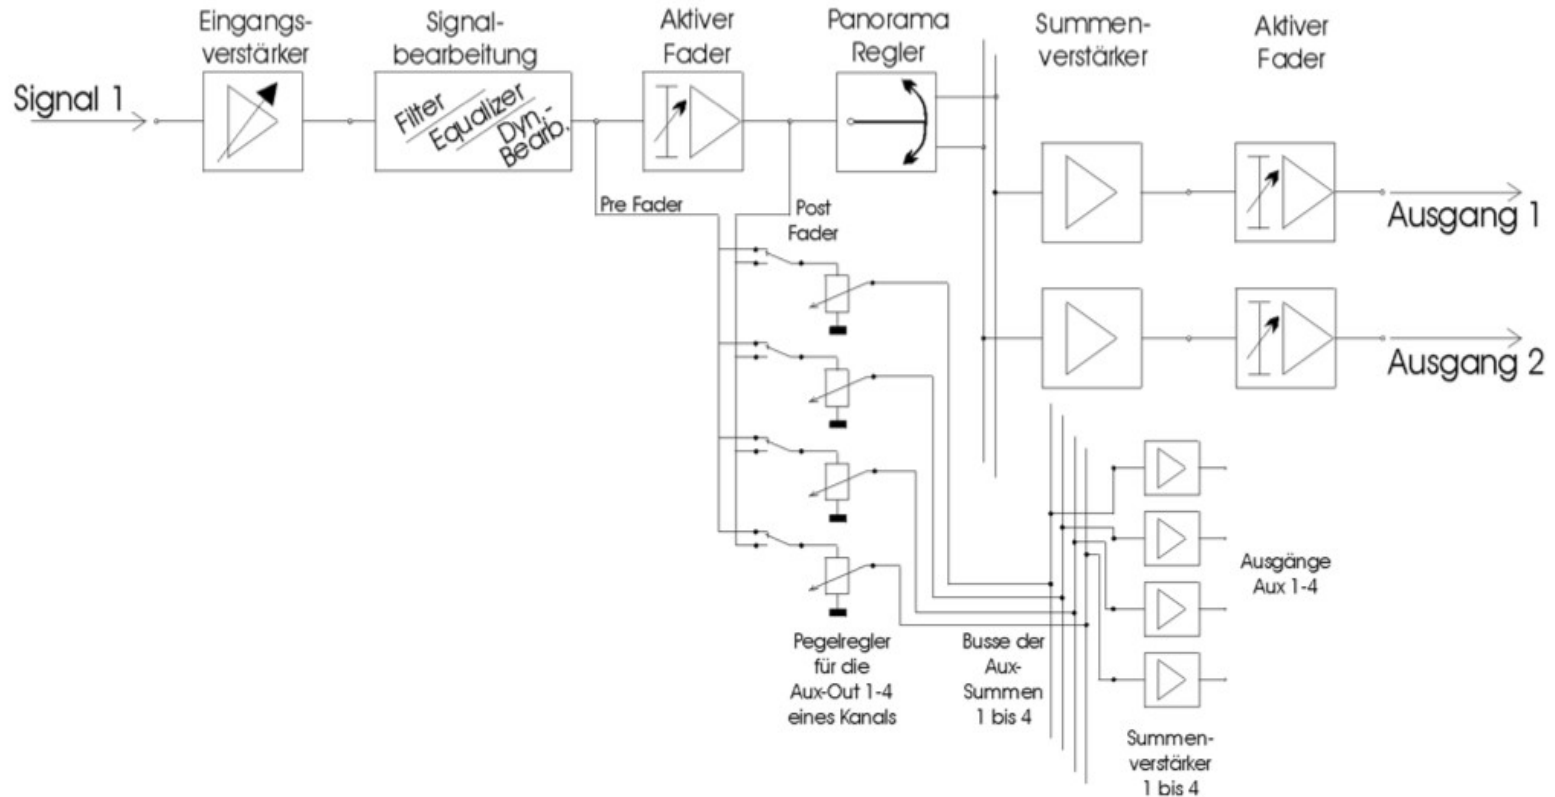 Eingangs-
verstärker
Signal-
bearbeitung
Aktiver
Fader
Panorama
Regler
Summen-
verstärker
Aktiver
Fader
Signal 1
Filter
Equalizer
Dyn.-
Bearb.
Pre Fader
Post
Fader
Ausgang 1
Ausgang 2
Ausgänge
Aux 1-4
Pegelregler
für die
Aux-Out 1-4
eines Kanals
Busse der
Aux-
Summen
1 bis 4
Summen-
verstärker
1 bis 4